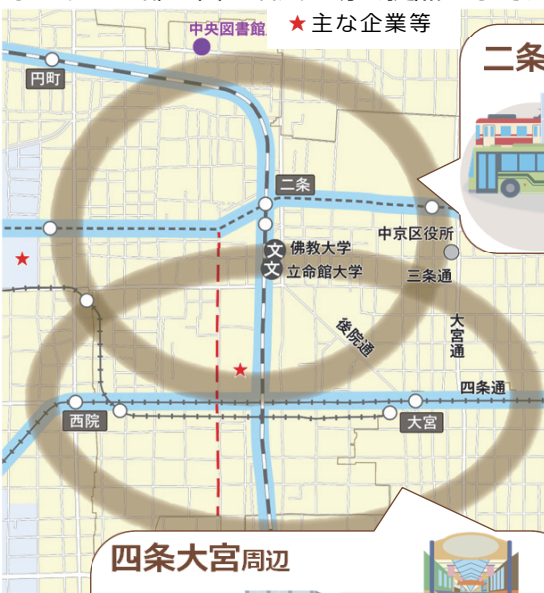 中央図書館
★主な企業等
円町
二条
二条
中京区役所
文 佛教大学
文 立命館大学
三条通
後院通
大宮通
四条通
西院
大宮
四条大宮周辺